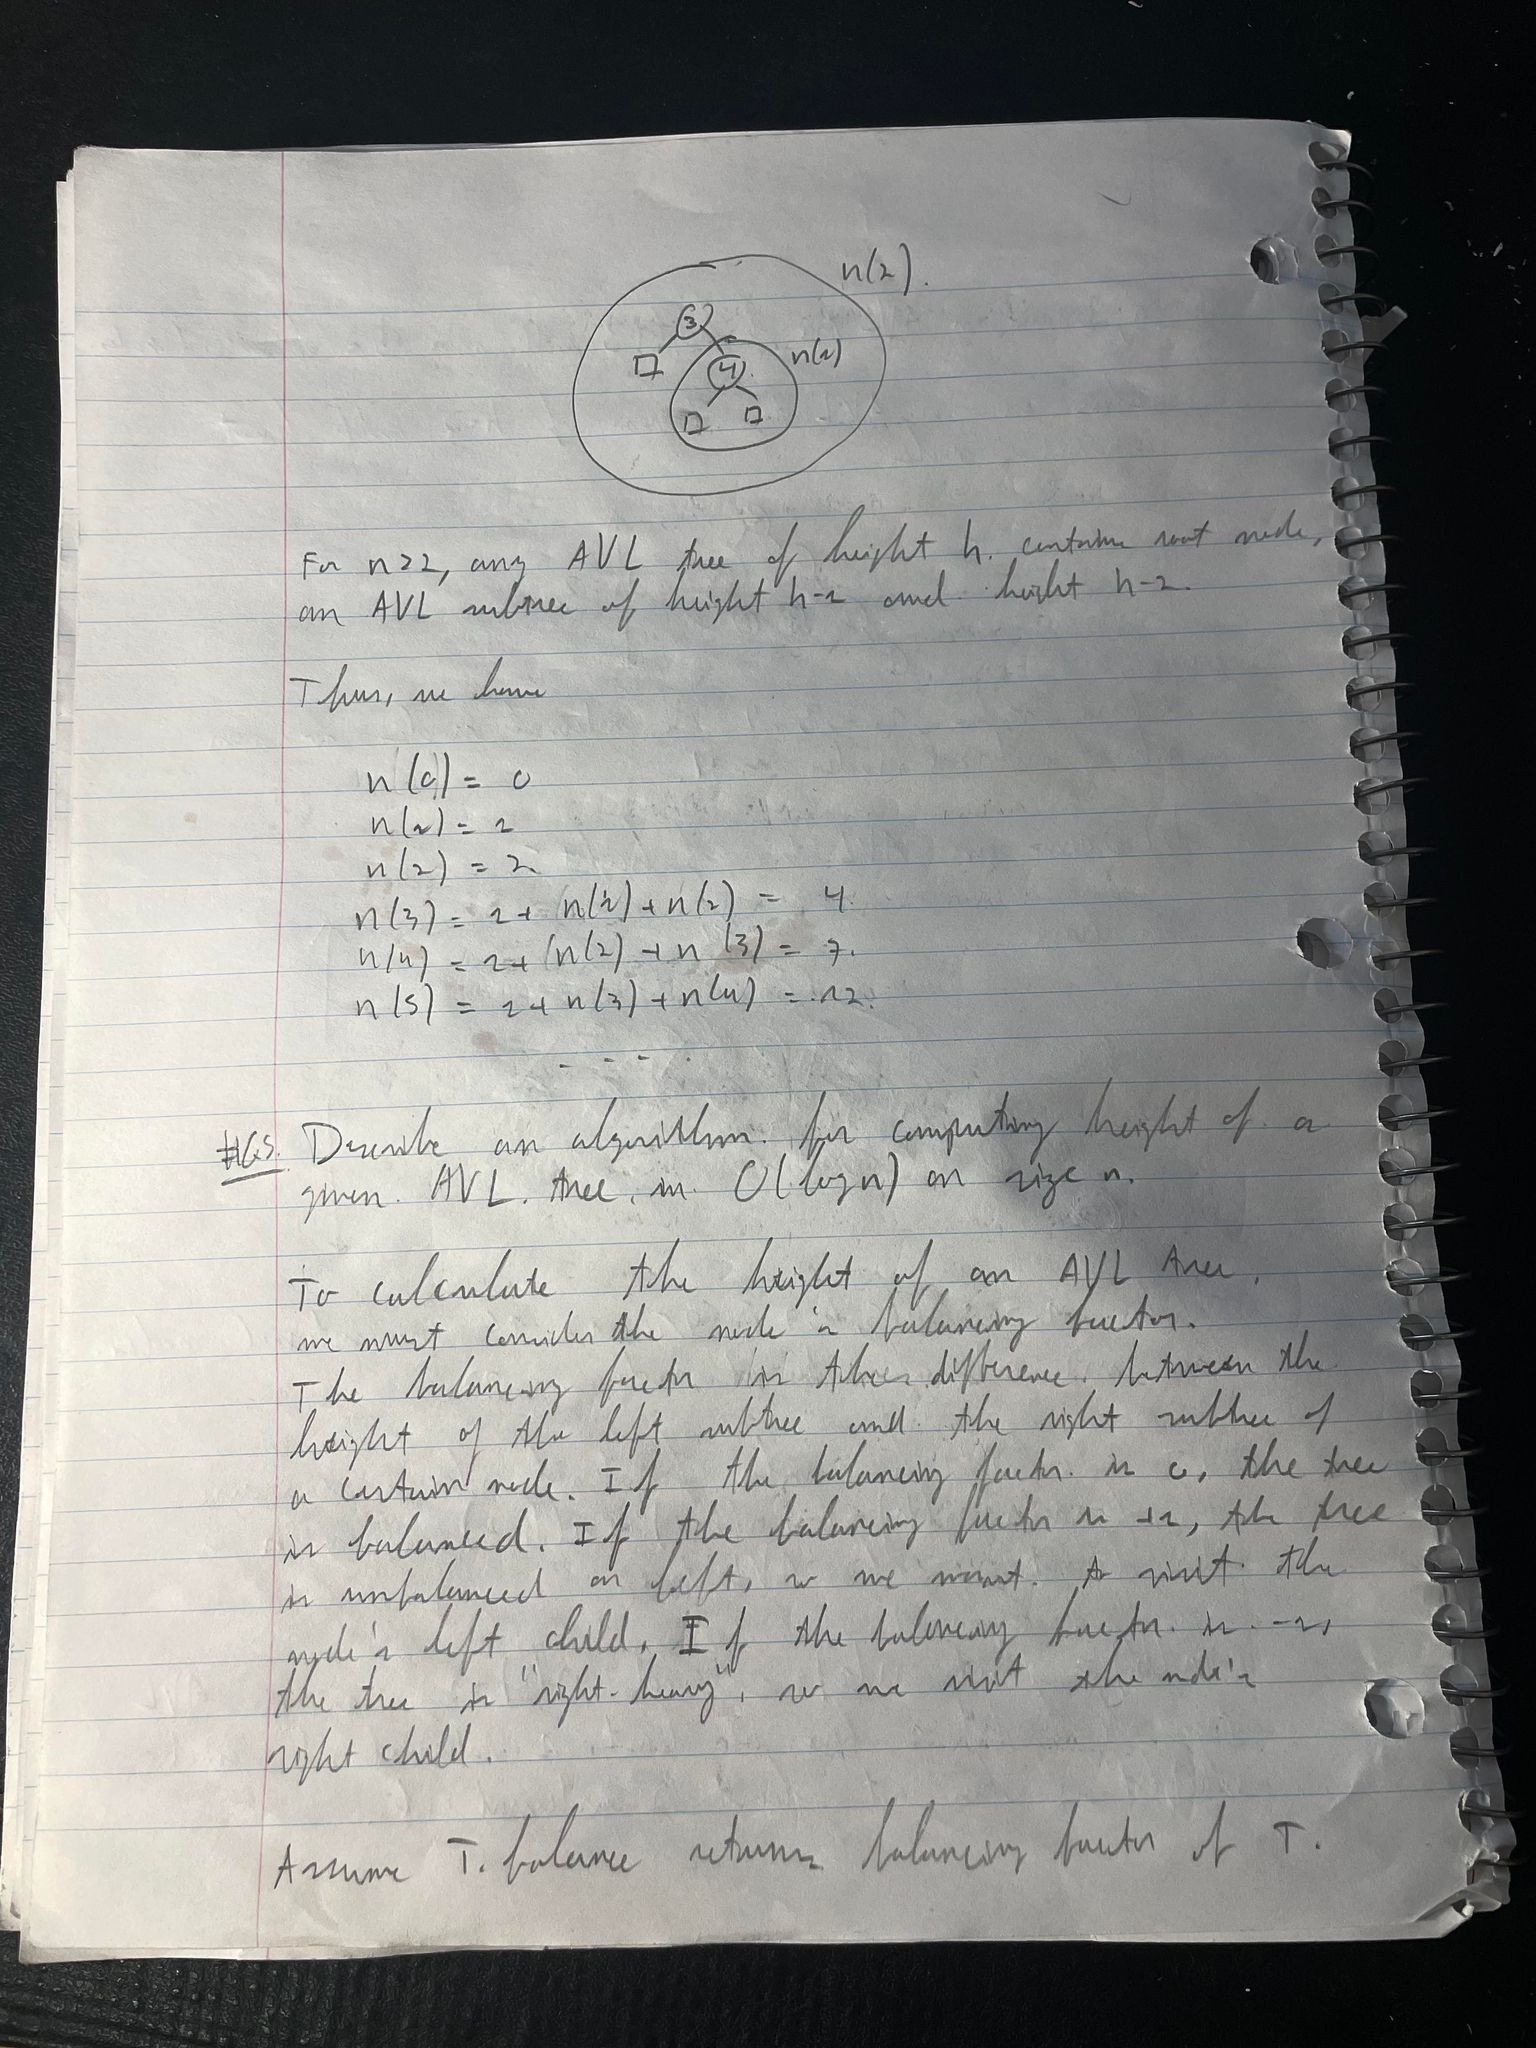 n(2).
3
n(1)
4
For n≥2, any AVL tree of height h. contains root node,
an AVL subtree of height h-1 and height h-2.
Thus, we have
n(0) = 0
n(1) = 1
n(2) = 2
n(3) = 1 + n(1) + n(2) = 4.
n(4) = 1 + (n(2) + n(3) = 7.
n(5) = 1 + n(3) + n(4) = 12.
- - - .
Describe an algorithm. for computing height of a
given. AVL. tree, in. O(log n) on size n.
To calculate the height of an AVL tree,
we must consider the node's balancing factor.
The balancing factor is the difference. between the
height of the left subtree and the right subtree of
a certain node. If the balancing factor. is 0, the tree
is balanced. If the balancing factor is +1, the tree
is unbalanced on left, so we want. to visit the
node's left child. If the balancing factor. is -1,
the tree is "right-heavy", so we visit the node's
right child.
Assume T. balance returns balancing factor of T.